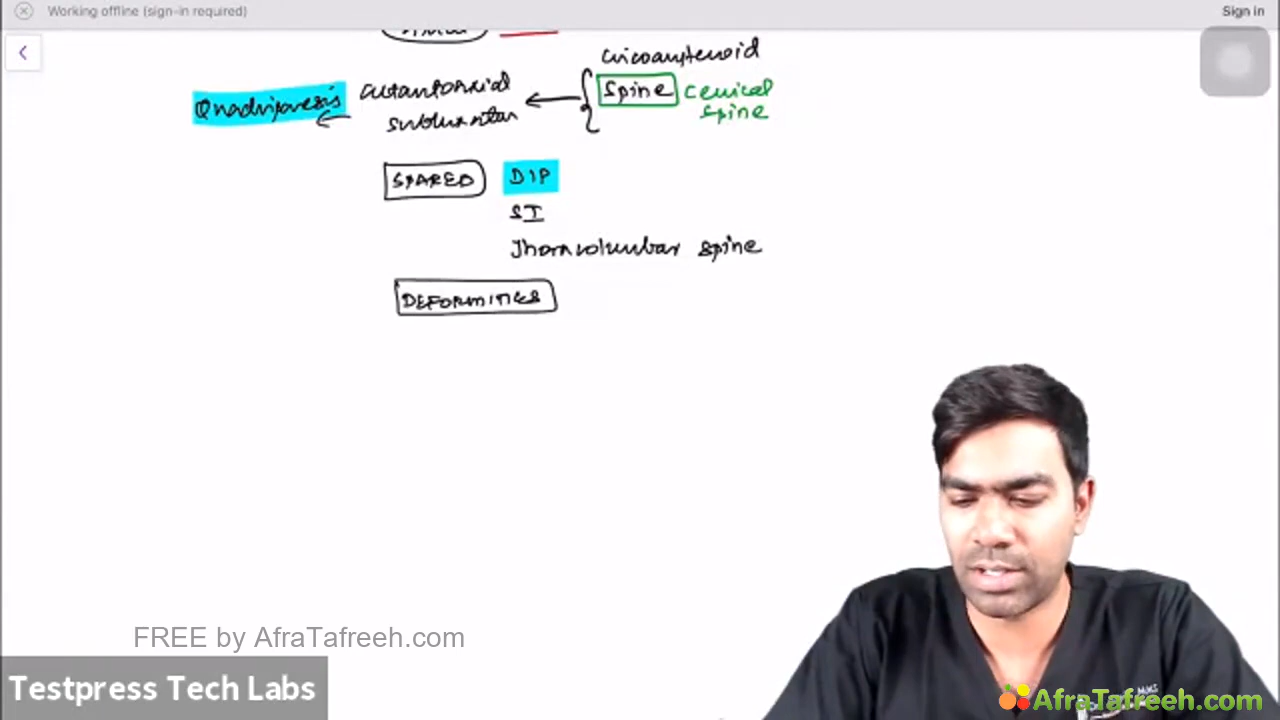 Working offline (sign-in required)
Sign in
cricoarytenoid
Spine
cervical
spine
atlantoaxial
subluxation
Quadriparesis
SPARED
DIP
SI
Thoracolumbar spine
DEFORMITIES
FREE by AfraTafreeh.com
Testpress Tech Labs
AfraTafreeh.com